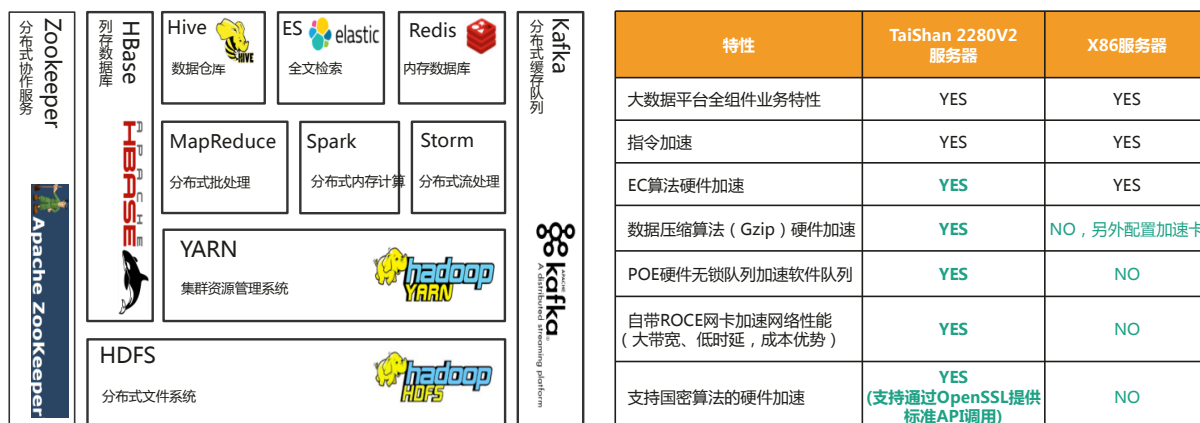 Zookeeper
分布式协作服务
Apache ZooKeeper
HBase
列存数据库
APACHE
HBASE
Hive
HIVE
数据仓库
ES
elastic
全文检索
Redis
内存数据库
MapReduce
分布式批处理
Spark
分布式内存计算
Storm
分布式流处理
YARN
集群资源管理系统
hadoop
YARN
HDFS
分布式文件系统
hadoop
HDFS
Kafka
分布式缓存队列
APACHE
kafka
A distributed streaming platform
特性
TaiShan 2280V2
服务器
X86服务器
大数据平台全组件业务特性
YES
YES
指令加速
YES
YES
EC算法硬件加速
YES
YES
数据压缩算法（Gzip）硬件加速
YES
NO，另外配置加速卡
POE硬件无锁队列加速软件队列
YES
NO
自带ROCE网卡加速网络性能
（大带宽、低时延，成本优势）
YES
NO
支持国密算法的硬件加速
YES
(支持通过OpenSSL提供
标准API调用)
NO